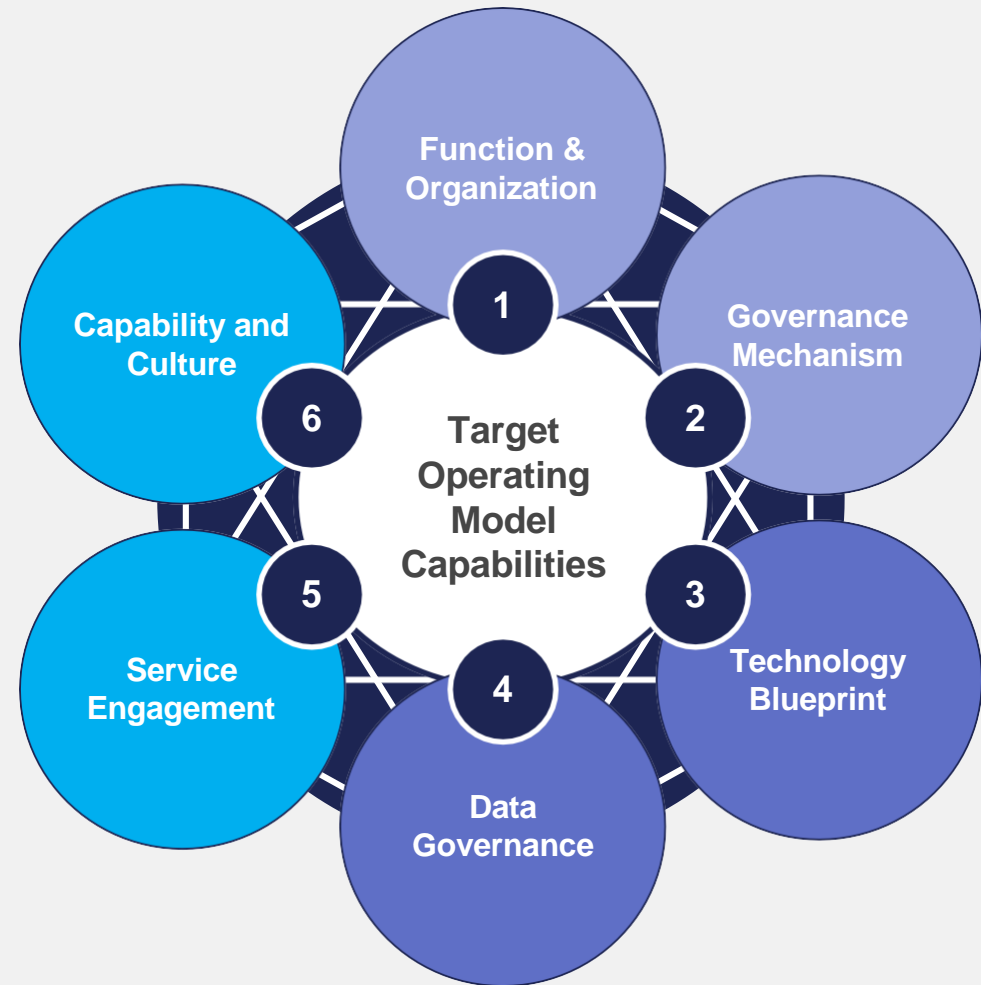 Function &
Organization
1
Governance
Mechanism
2
Technology
Blueprint
3
Data
Governance
4
Service
Engagement
5
Capability and
Culture
6
Target
Operating
Model
Capabilities